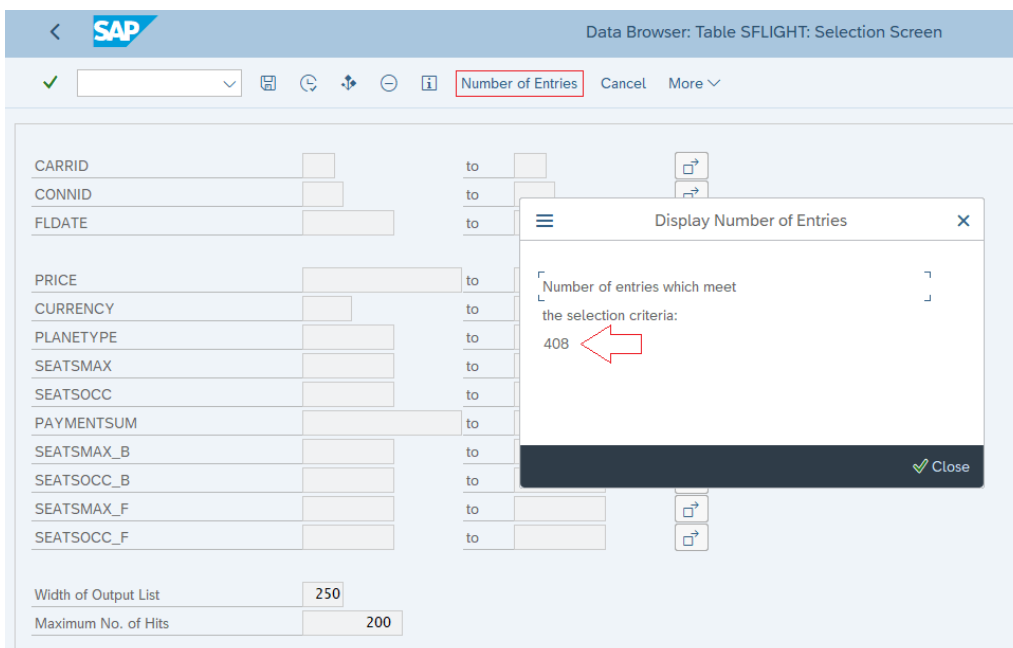 SAP Data Browser: Table SFLIGHT: Selection Screen
Number of Entries Cancel More
CARRID to
CONNID to
FLDATE to
Display Number of Entries
Number of entries which meet
the selection criteria:
408
Close
PRICE to
CURRENCY to
PLANETYPE to
SEATSMAX to
SEATSOCC to
PAYMENTSUM to
SEATSMAX_B to
SEATSOCC_B to
SEATSMAX_F to
SEATSOCC_F to
Width of Output List 250
Maximum No. of Hits 200